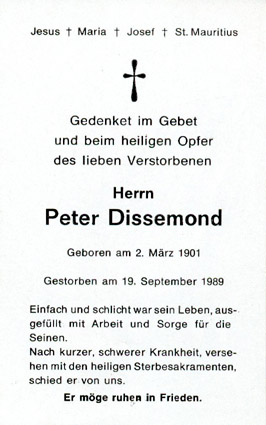 Jesus † Maria † Josef † St. Mauritius
Gedenket im Gebet
und beim heiligen Opfer
des lieben Verstorbenen
Herrn
Peter Dissemond
Geboren am 2. März 1901
Gestorben am 19. September 1989
Einfach und schlicht war sein Leben, aus-
gefüllt mit Arbeit und Sorge für die
Seinen.
Nach kurzer, schwerer Krankheit, verse-
hen mit den heiligen Sterbesakramenten,
schied er von uns.
Er möge ruhen in Frieden.